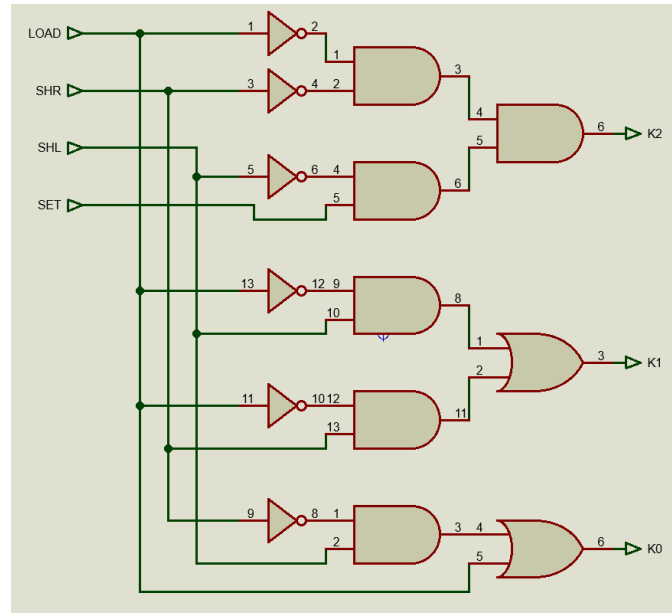 LOAD 1 2
1 3
SHR 3 4 2 4
6 K2
SHL 5
5 6 4 6
SET 5
13 12 9 8
10 1
3 K1
2
11 10 12 11
13
9 8 1 3 4
6 K0
2 5